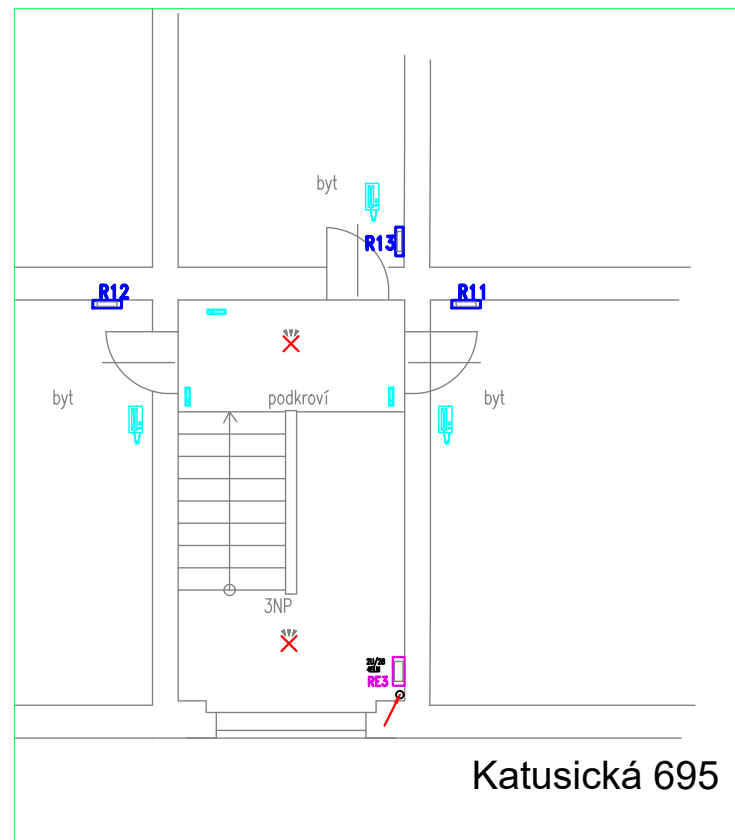 byt
R13
R12
R11
podkroví
byt
byt
3NP
RE3
Katusická 695